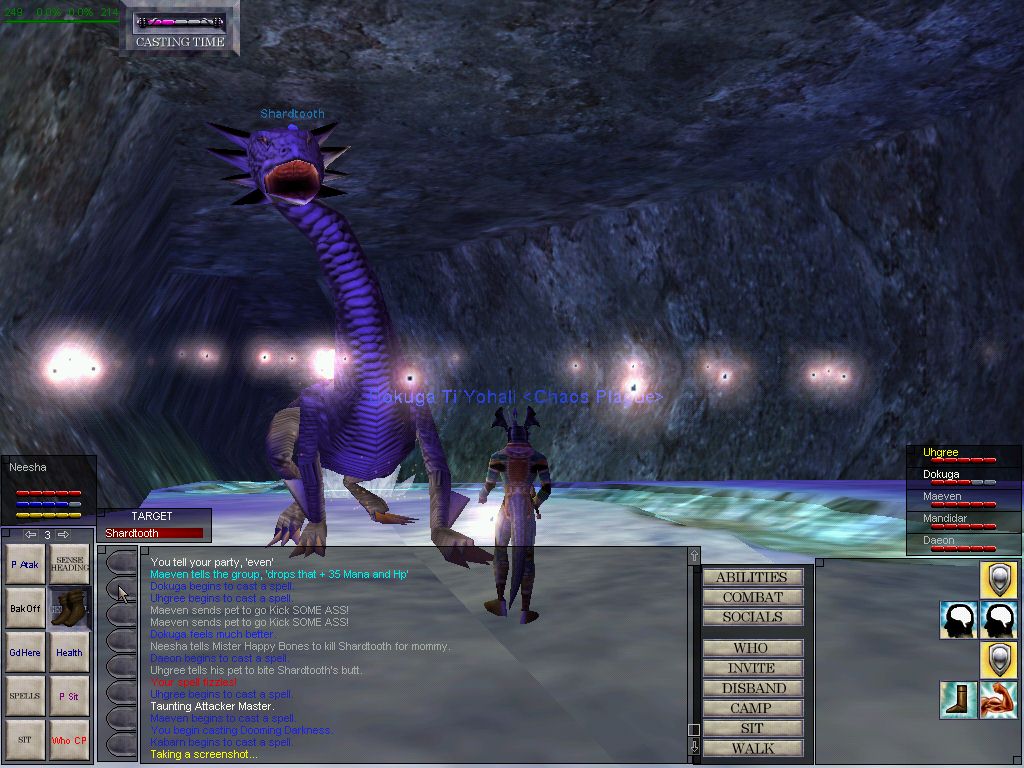 249 0.0% 0.0% 214
CASTING TIME
Shardtooth
Dokuga Ti`Yohali <Chaos Plague>
Neesha
Uhgree
Dokuga
Maeven
Mandidar
Daeon
TARGET
Shardtooth
3
P Atak
SENSE HEADING
BakOff
GdHere
Health
SPELLS
P Sit
SIT
Who CP
You tell your party, 'even'
Maeven tells the group, 'drops that + 35 Mana and Hp'
Dokuga begins to cast a spell.
Uhgree begins to cast a spell.
Maeven sends pet to go Kick SOME ASS!
Maeven sends pet to go Kick SOME ASS!
Dokuga feels much better.
Neesha tells Mister Happy Bones to kill Shardtooth for mommy.
Daeon begins to cast a spell.
Uhgree tells his pet to bite Shardtooth's butt.
Your spell fizzles!
Uhgree begins to cast a spell.
Taunting Attacker Master.
Maeven begins to cast a spell.
You begin casting Dooming Darkness.
Kabarn begins to cast a spell.
Taking a screenshot...
ABILITIES
COMBAT
SOCIALS
WHO
INVITE
DISBAND
CAMP
SIT
WALK